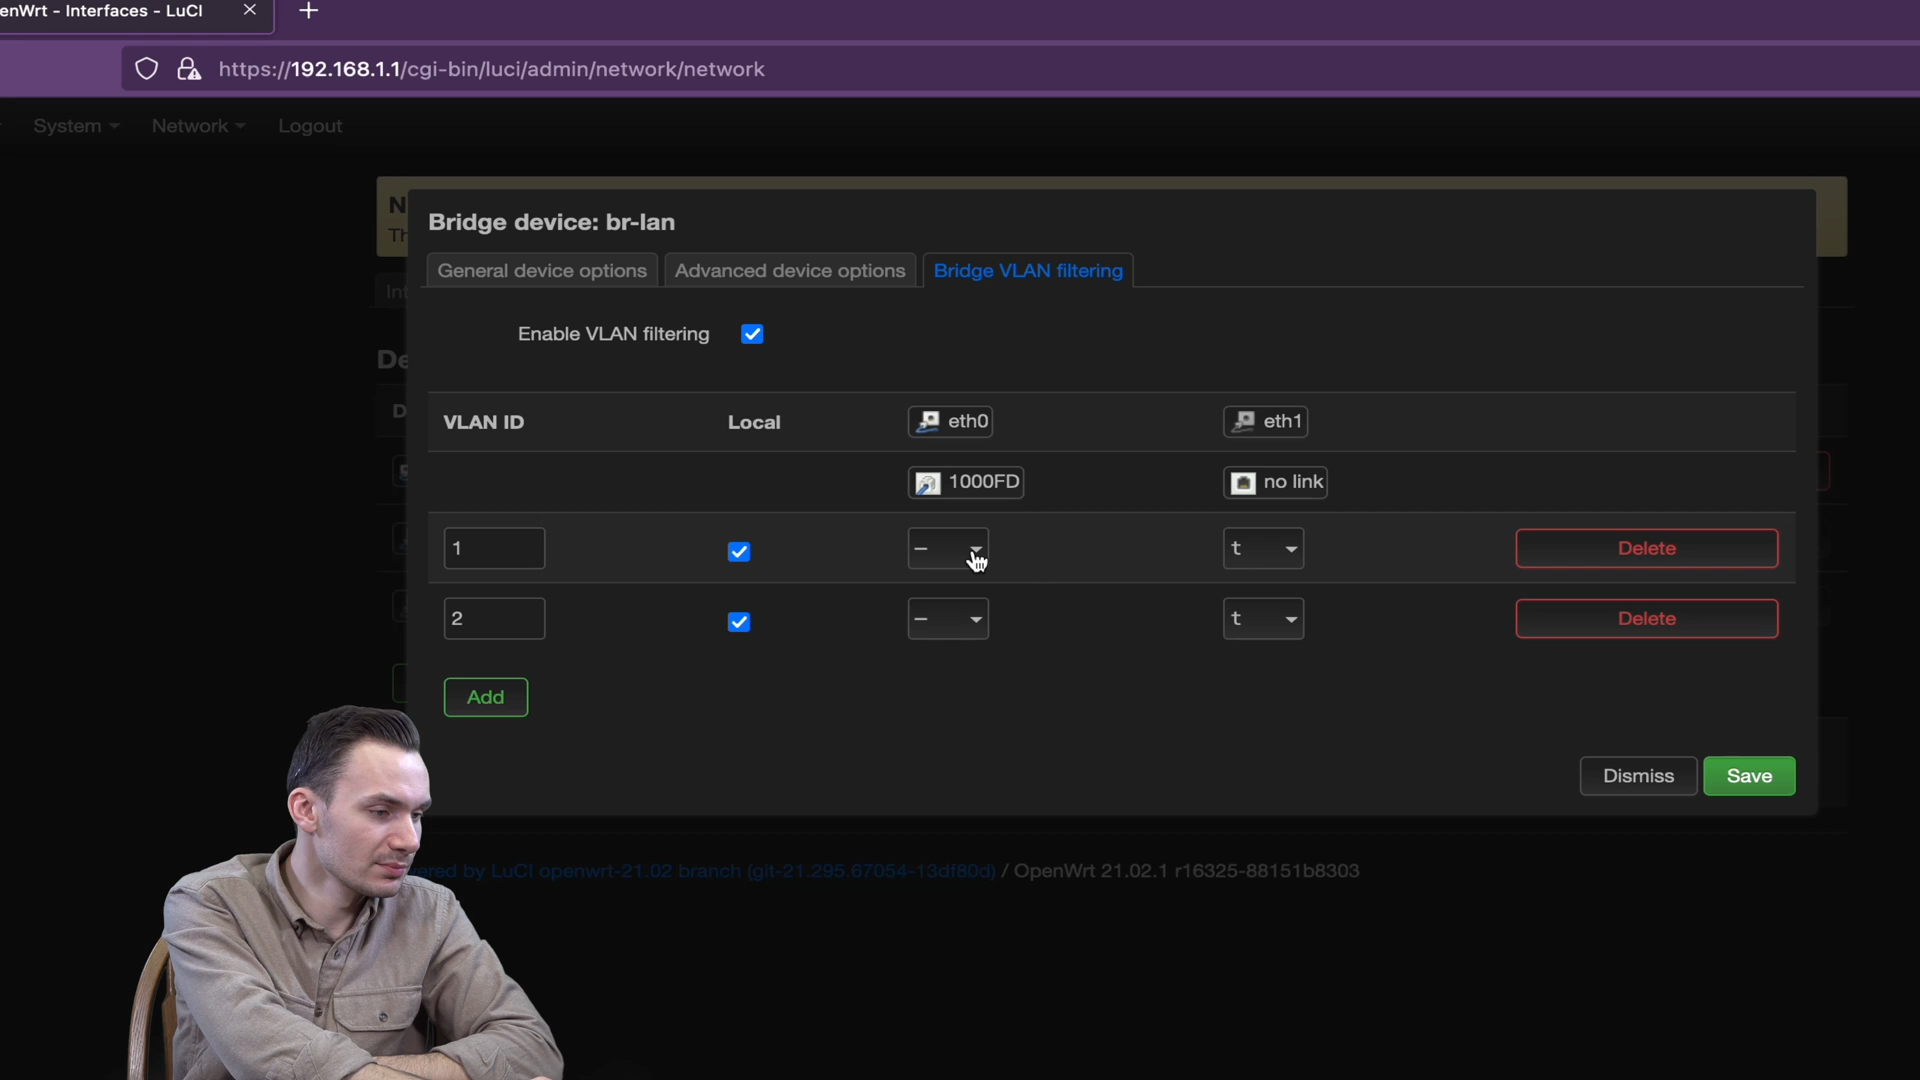 enWrt - Interfaces - LuCI
https://192.168.1.1/cgi-bin/luci/admin/network/network
System Network Logout
N
Th
Bridge device: br-lan
General device options Advanced device options Bridge VLAN filtering
Int
Enable VLAN filtering
De
D
VLAN ID Local eth0 eth1
1000FD no link
1 – t Delete
2 – t Delete
Add
Dismiss Save
ered by LuCI openwrt-21.02 branch (git-21.295.67054-13df80d) / OpenWrt 21.02.1 r16325-88151b8303